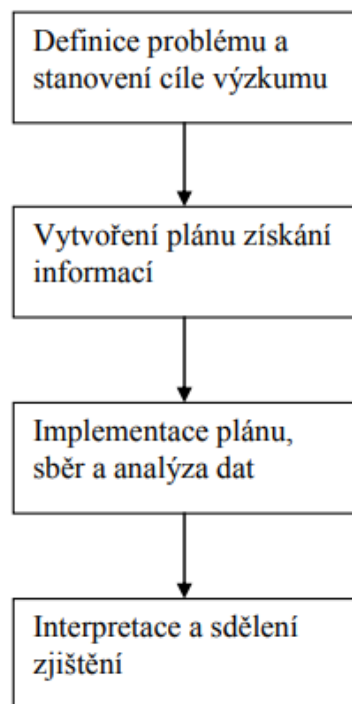 Definice problému a
stanovení cíle výzkumu
Vytvoření plánu získání
informací
Implementace plánu,
sběr a analýza dat
Interpretace a sdělení
zjištění